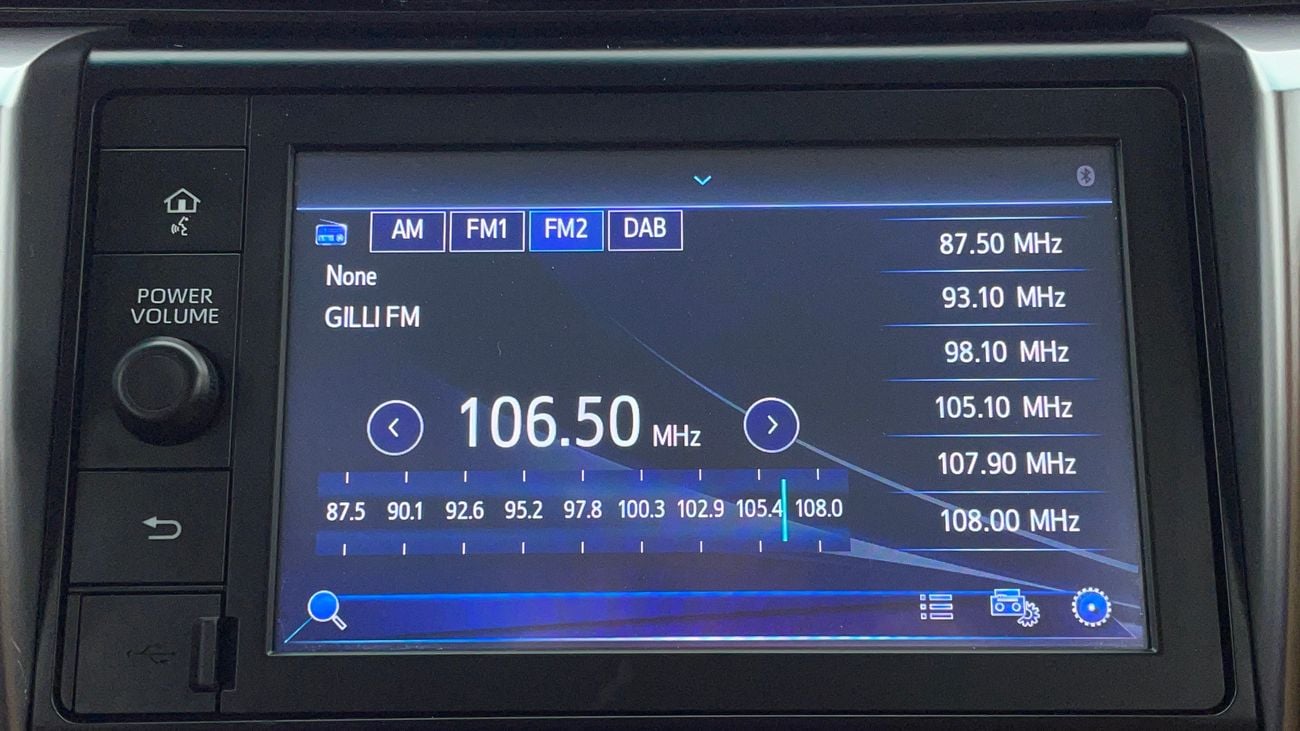 POWER
VOLUME
AM FM1 FM2 DAB
None
GILLI FM
106.50 MHz
87.5 90.1 92.6 95.2 97.8 100.3 102.9 105.4 108.0
87.50 MHz
93.10 MHz
98.10 MHz
105.10 MHz
107.90 MHz
108.00 MHz